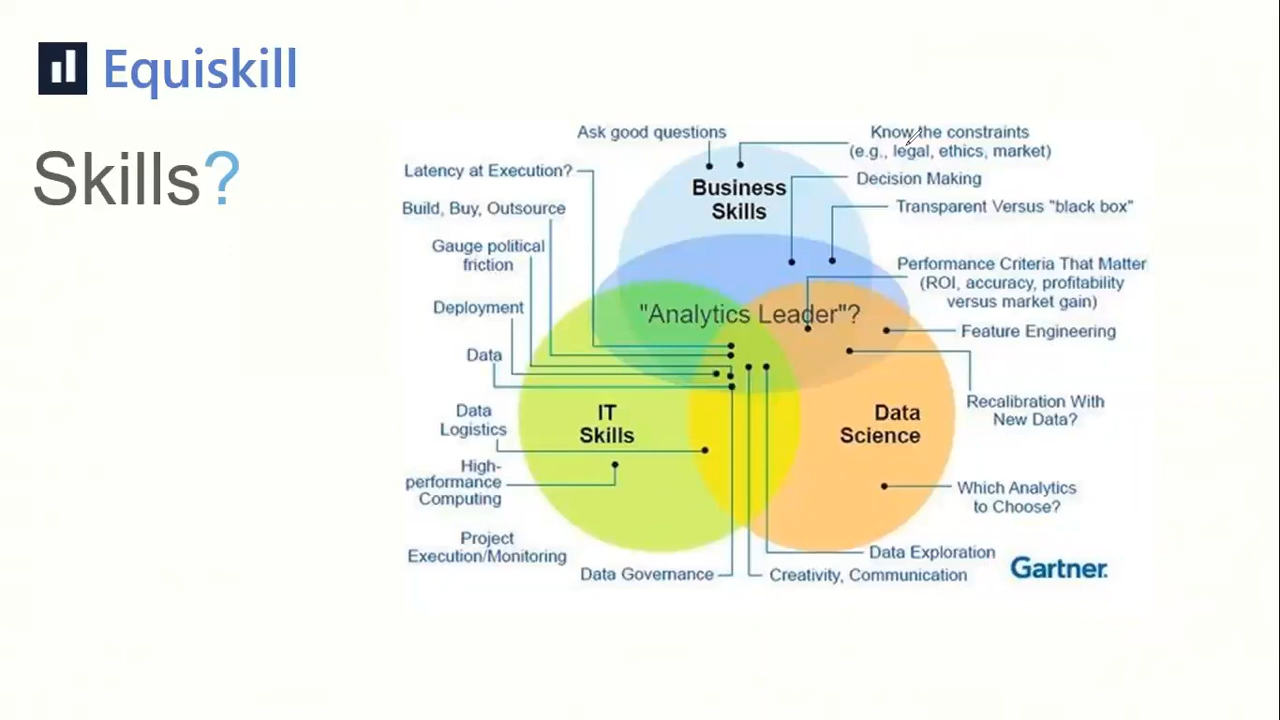 Equiskill
Skills?
Ask good questions
Know the constraints
(e.g., legal, ethics, market)
Latency at Execution?
Decision Making
Business
Skills
Build, Buy, Outsource
Transparent Versus "black box"
Gauge political
friction
Performance Criteria That Matter
(ROI, accuracy, profitability
versus market gain)
Deployment
"Analytics Leader"?
Feature Engineering
Data
Recalibration With
New Data?
Data
Logistics
IT
Skills
Data
Science
High-
performance
Computing
Which Analytics
to Choose?
Project
Execution/Monitoring
Data Exploration
Data Governance
Creativity, Communication
Gartner.